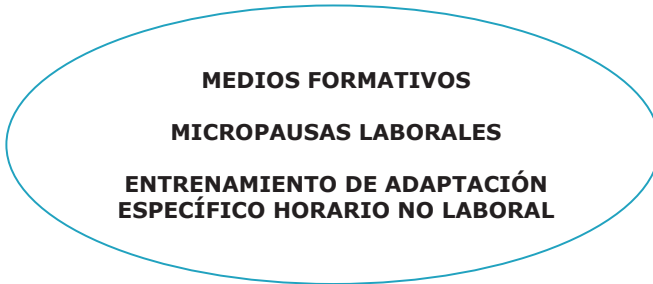 MEDIOS FORMATIVOS
MICROPAUSAS LABORALES
ENTRENAMIENTO DE ADAPTACIÓN
ESPECÍFICO HORARIO NO LABORAL